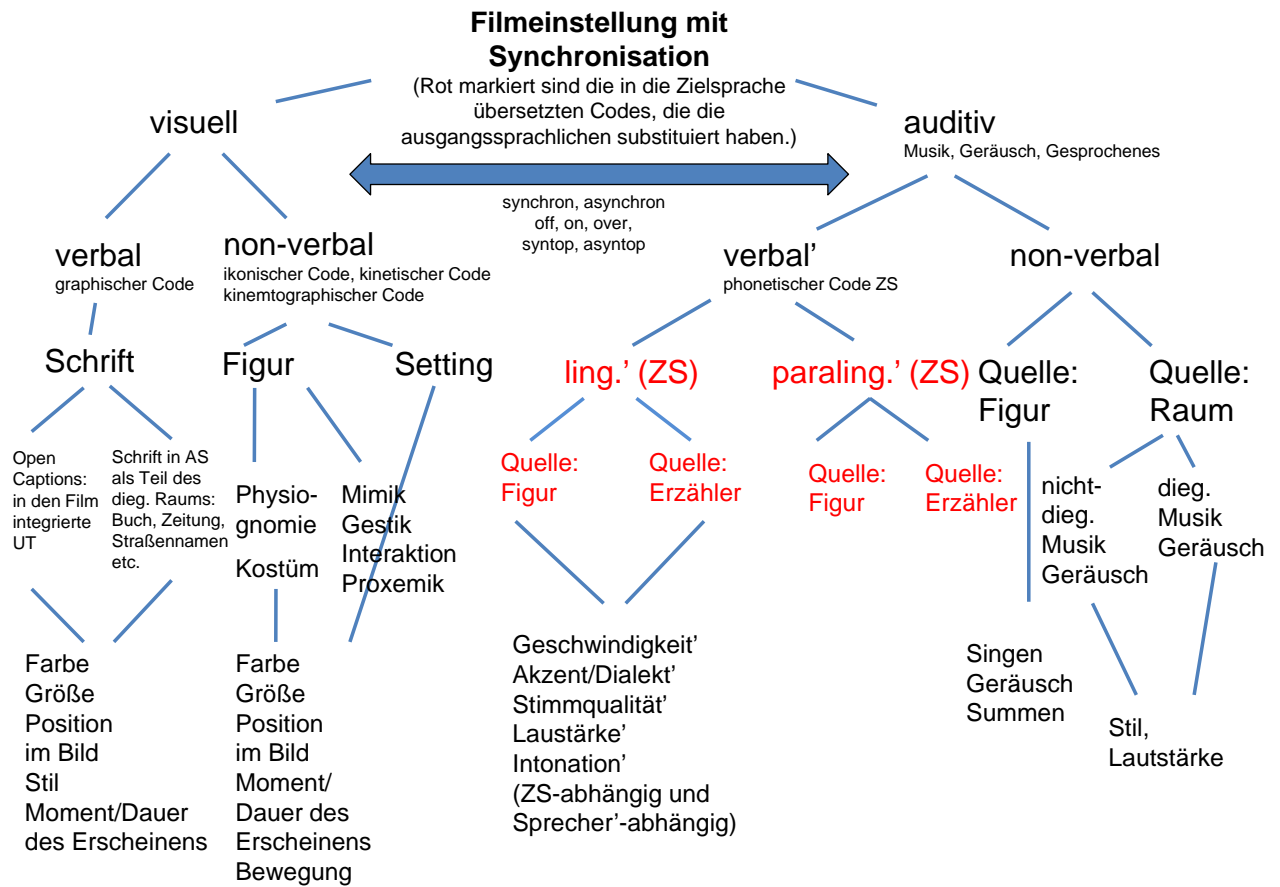 Filmeinstellung mit
Synchronisation
(Rot markiert sind die in die Zielsprache
übersetzten Codes, die die
ausgangssprachlichen substituiert haben.)
visuell
auditiv
Musik, Geräusch, Gesprochenes
synchron, asynchron
off, on, over,
syntop, asyntop
verbal
graphischer Code
non-verbal
ikonischer Code, kinetischer Code
kinemtographischer Code
verbal’
phonetischer Code ZS
non-verbal
Schrift
Figur
Setting
ling.’ (ZS)
paraling.’ (ZS)
Quelle:
Figur
Quelle:
Raum
Open
Captions:
in den Film
integrierte
UT
Schrift in AS
als Teil des
dieg. Raums:
Buch, Zeitung,
Straßennamen
etc.
Physio-
gnomie
Kostüm
Mimik
Gestik
Interaktion
Proxemik
Quelle:
Figur
Quelle:
Erzähler
Quelle:
Figur
Quelle:
Erzähler
nicht-
dieg.
Musik
Geräusch
dieg.
Musik
Geräusch
Farbe
Größe
Position
im Bild
Stil
Moment/Dauer
des Erscheinens
Farbe
Größe
Position
im Bild
Moment/
Dauer des
Erscheinens
Bewegung
Geschwindigkeit’
Akzent/Dialekt’
Stimmqualität’
Laustärke’
Intonation’
(ZS-abhängig und
Sprecher’-abhängig)
Singen
Geräusch
Summen
Stil,
Lautstärke